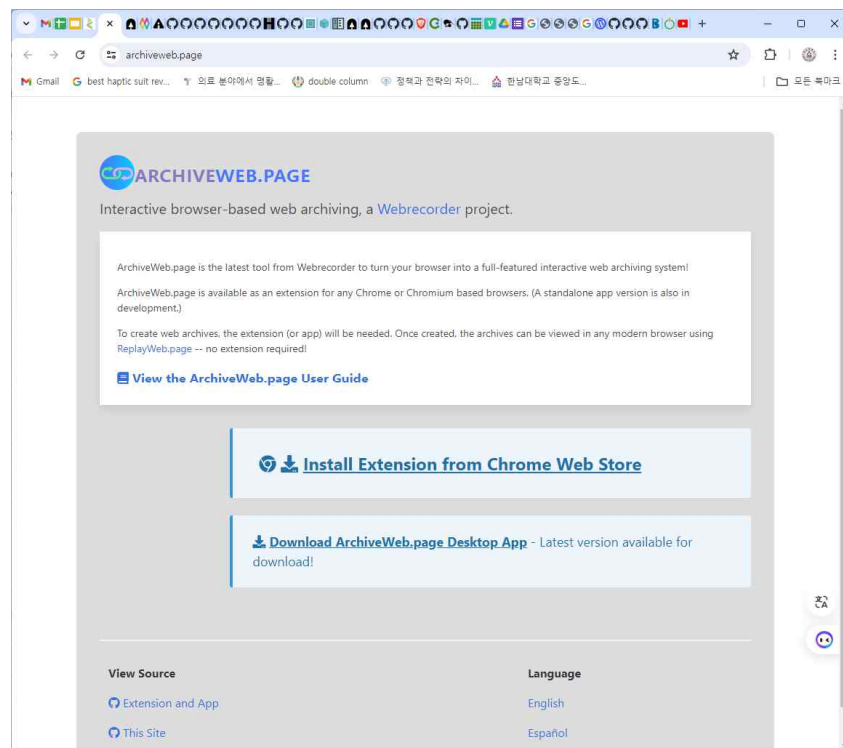 archiveweb.page
Gmail
best haptic suit rev...
의료 분야에서 명활...
double column
정책과 전략의 차이...
한남대학교 중앙도...
모든 북마크
ARCHIVEWEB.PAGE
Interactive browser-based web archiving, a Webrecorder project.
ArchiveWeb.page is the latest tool from Webrecorder to turn your browser into a full-featured interactive web archiving system!
ArchiveWeb.page is available as an extension for any Chrome or Chromium based browsers. (A standalone app version is also in
development.)
To create web archives, the extension (or app) will be needed. Once created, the archives can be viewed in any modern browser using
ReplayWeb.page -- no extension required!
View the ArchiveWeb.page User Guide
Install Extension from Chrome Web Store
Download ArchiveWeb.page Desktop App - Latest version available for
download!
View Source
Language
Extension and App
English
This Site
Español